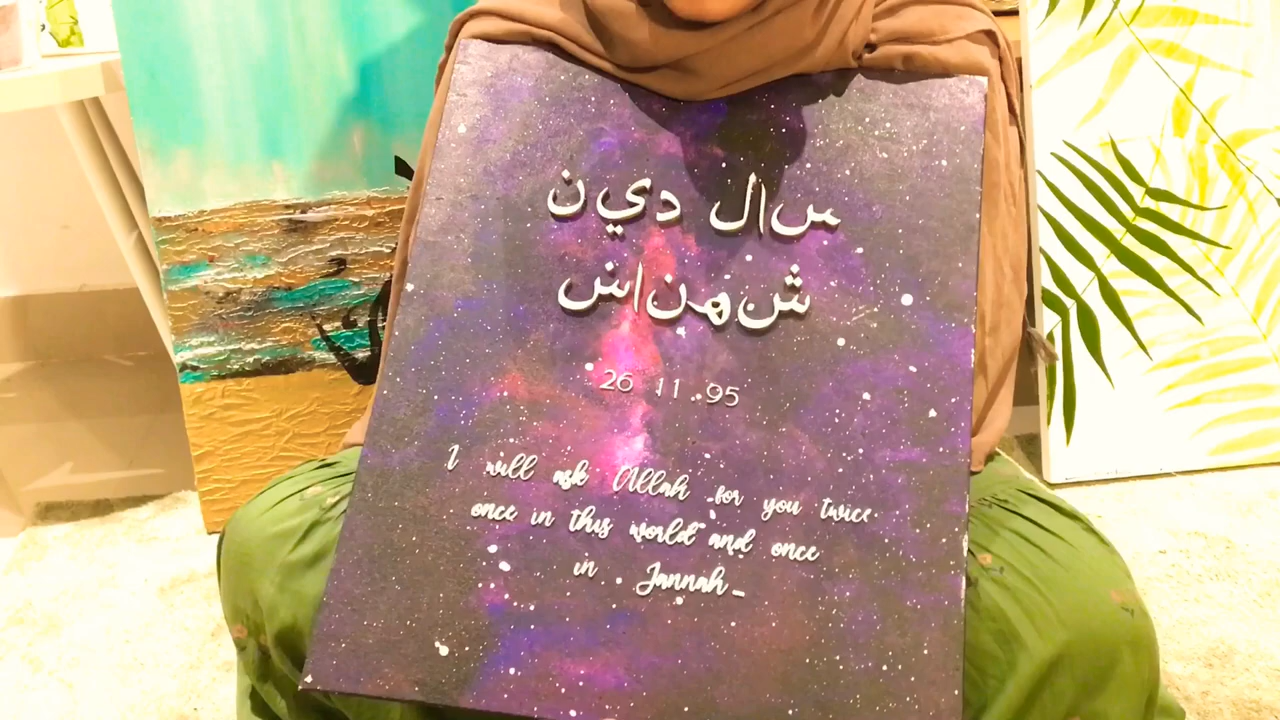 سال دين
26 11.95
I will ask Allah for you twice
once in this world and once
in Jannah